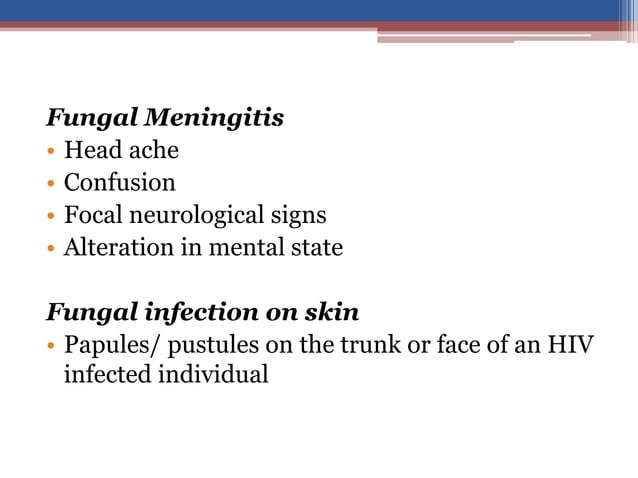 Fungal Meningitis
• Head ache
• Confusion
• Focal neurological signs
• Alteration in mental state
Fungal infection on skin
• Papules/ pustules on the trunk or face of an HIV
infected individual